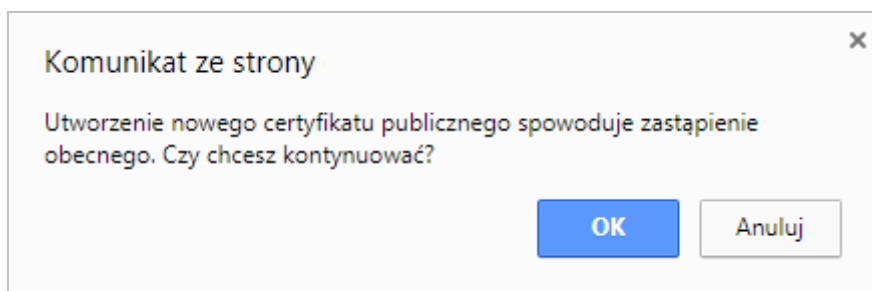 Komunikat ze strony
Utworzenie nowego certyfikatu publicznego spowoduje zastąpienie
obecnego. Czy chcesz kontynuować?
OK
Anuluj